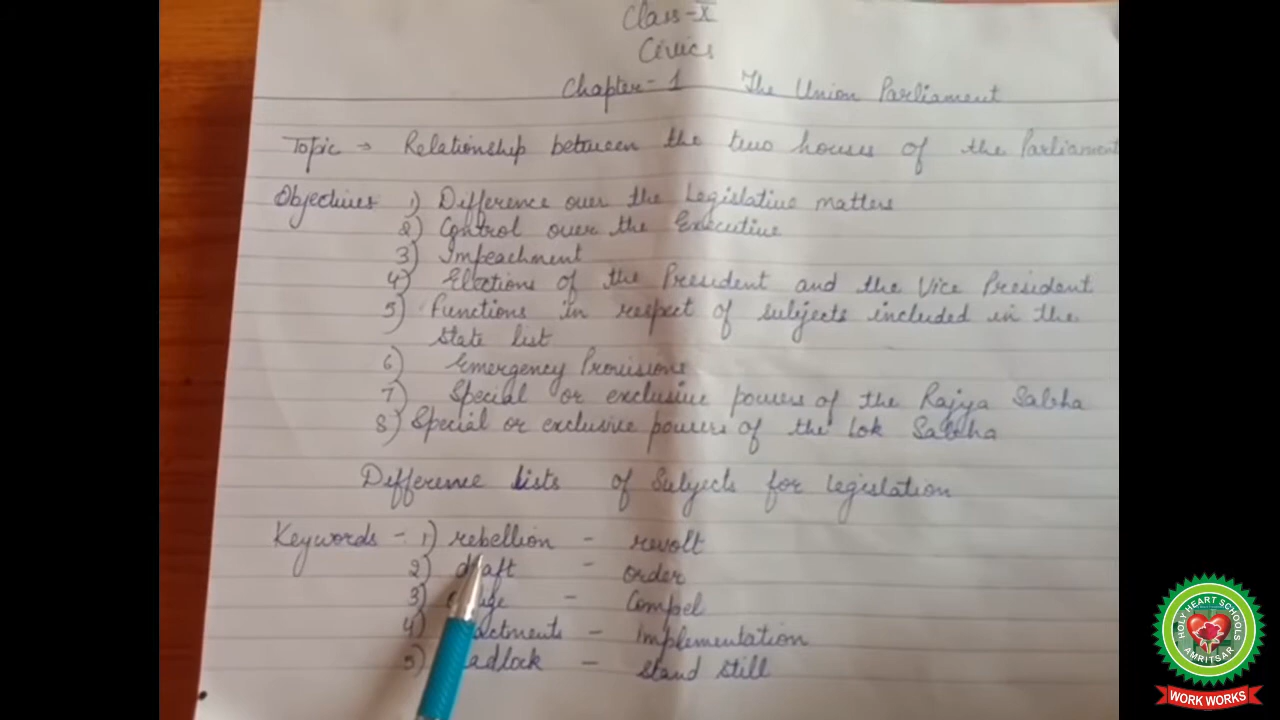 Class-X
Civics
Chapter-1 The Union Parliament
Topic → Relationship between the two houses of the Parliament
Objectives 1) Difference over the Legislative matters
2) Control over the Executive
3) Impeachment
4) Elections of the President and the Vice President
5) Functions in respect of subjects included in the
State list
6) Emergency Provisions
7) Special or exclusive powers of the Rajya Sabha
8) Special or exclusive powers of the Lok Sabha
Difference lists of Subjects for legislation
Keywords - 1) rebellion - revolt
2) draft - order
3) - Compel
4) - Implementation
5) - stand still
HOLY HEART SCHOOLS
AMRITSAR
WORK WORKS